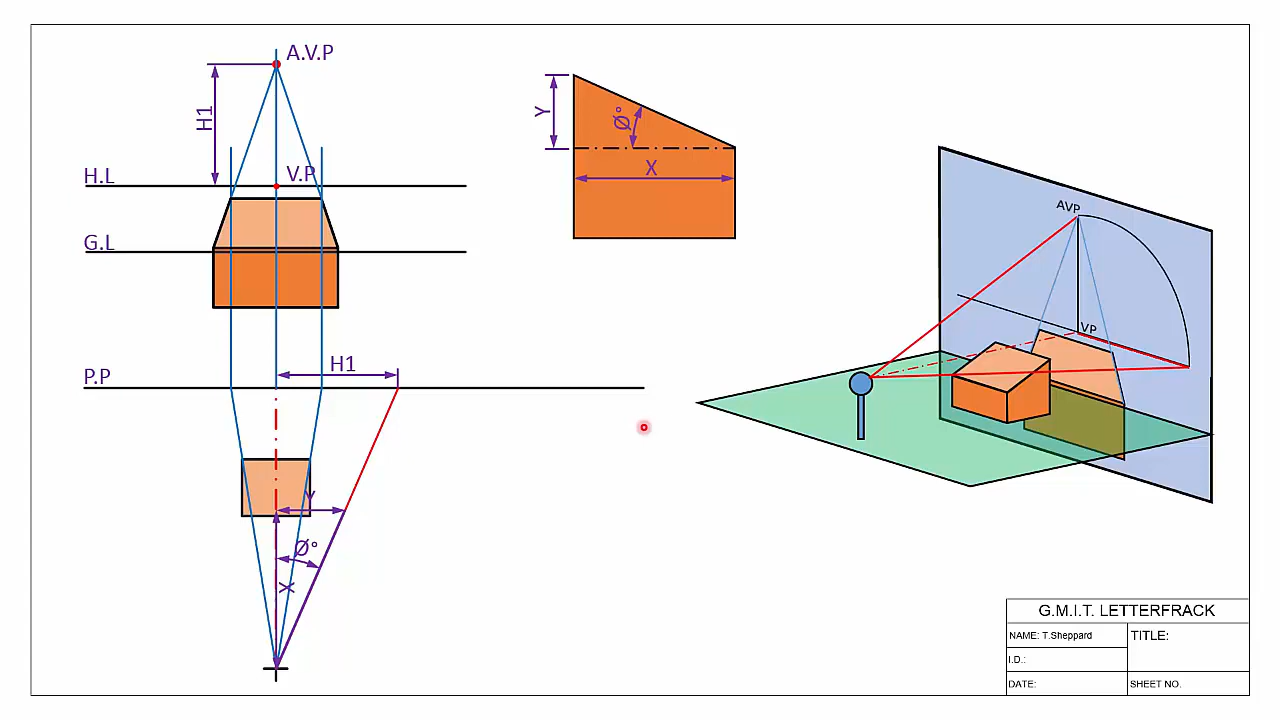 A.V.P
H1
H.L
V.P
G.L
H1
P.P
Y
Ø°
X
Y
Ø°
X
AVP
VP
G.M.I.T. LETTERFRACK
NAME: T.Sheppard
TITLE:
I.D.:
DATE:
SHEET NO.